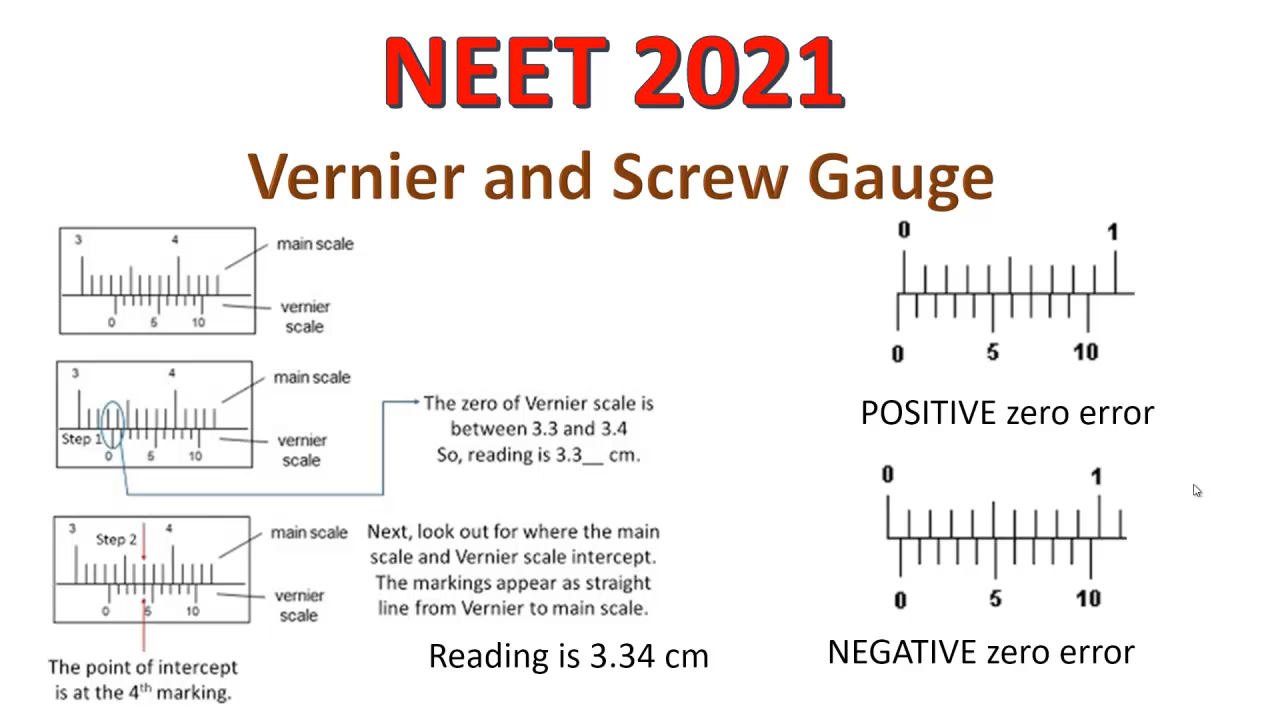 NEET 2021
Vernier and Screw Gauge
3 4
main scale
vernier
scale
0 5 10
3 4
main scale
Step 1
vernier
scale
0 5 10
The zero of Vernier scale is
between 3.3 and 3.4
So, reading is 3.3__ cm.
3 4
Step 2
main scale
vernier
scale
0 5 10
Next, look out for where the main
scale and Vernier scale intercept.
The markings appear as straight
line from Vernier to main scale.
The point of intercept
is at the 4th marking.
Reading is 3.34 cm
0 1
0 5 10
POSITIVE zero error
0 1
0 5 10
NEGATIVE zero error